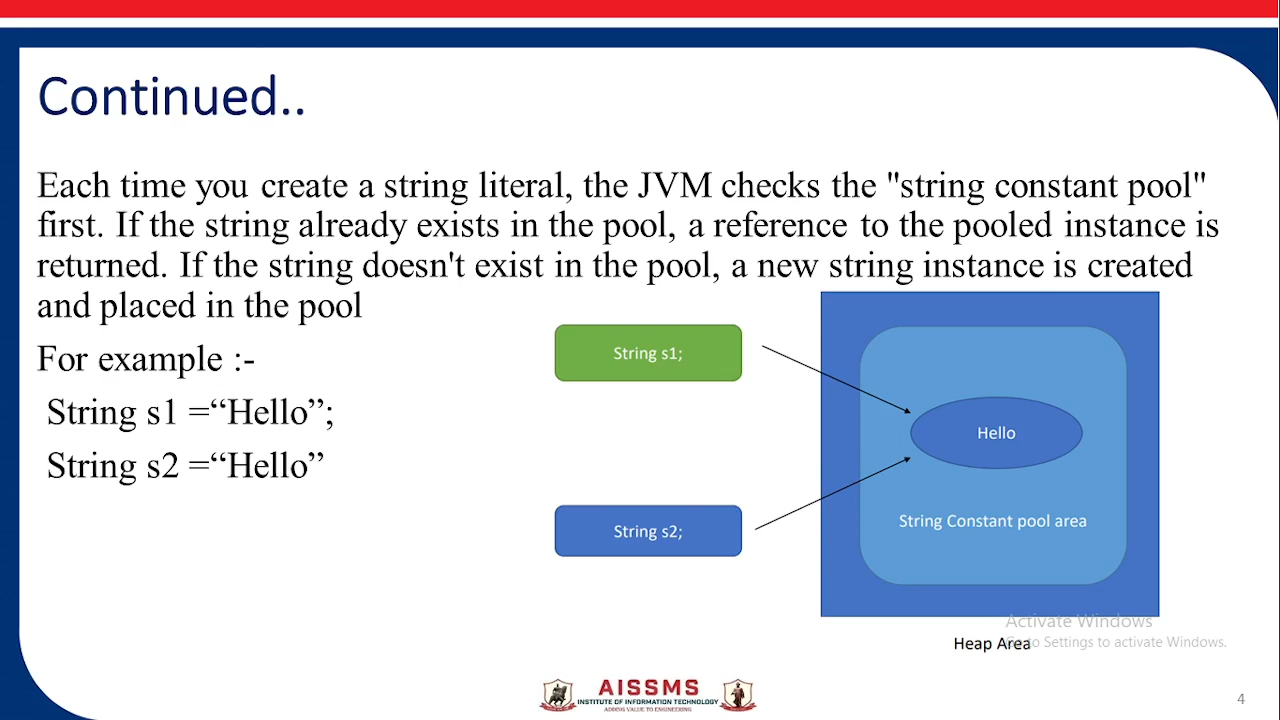 Continued..
Each time you create a string literal, the JVM checks the "string constant pool"
first. If the string already exists in the pool, a reference to the pooled instance is
returned. If the string doesn't exist in the pool, a new string instance is created
and placed in the pool
For example :-
String s1 =“Hello”;
String s2 =“Hello”
String s1;
Hello
String Constant pool area
String s2;
Heap Area
Activate Windows
Go to Settings to activate Windows.
AISSMS
INSTITUTE OF INFORMATION TECHNOLOGY
ADDING VALUE TO ENGINEERING
4